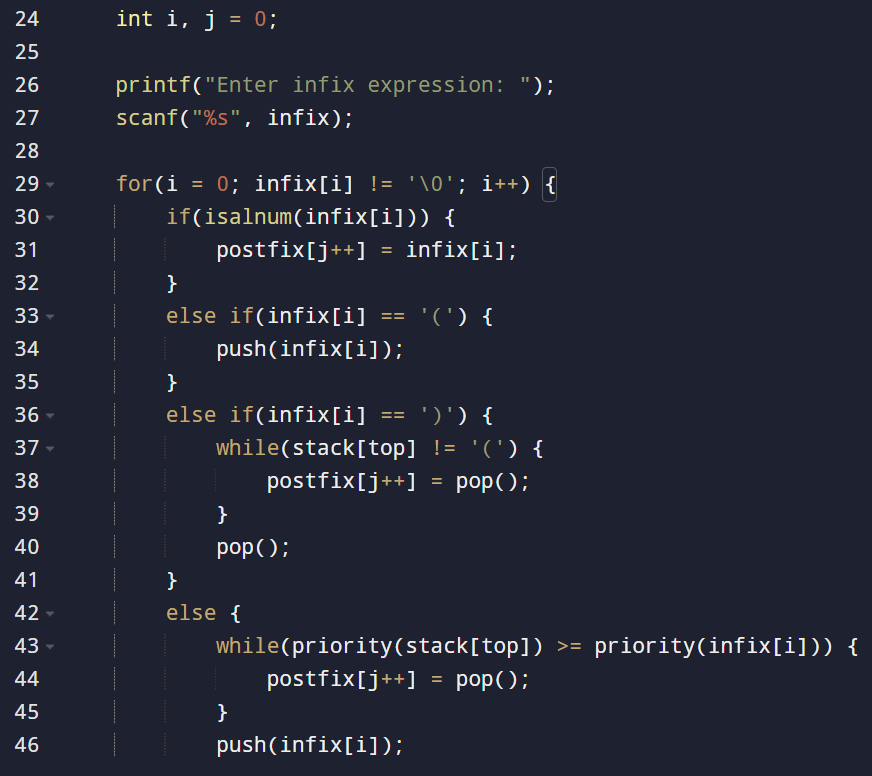 24 int i, j = 0;
25
26 printf("Enter infix expression: ");
27 scanf("%s", infix);
28
29 for(i = 0; infix[i] != '\0'; i++) {
30 if(isalnum(infix[i])) {
31 postfix[j++] = infix[i];
32 }
33 else if(infix[i] == '(') {
34 push(infix[i]);
35 }
36 else if(infix[i] == ')') {
37 while(stack[top] != '(') {
38 postfix[j++] = pop();
39 }
40 pop();
41 }
42 else {
43 while(priority(stack[top]) >= priority(infix[i])) {
44 postfix[j++] = pop();
45 }
46 push(infix[i]);